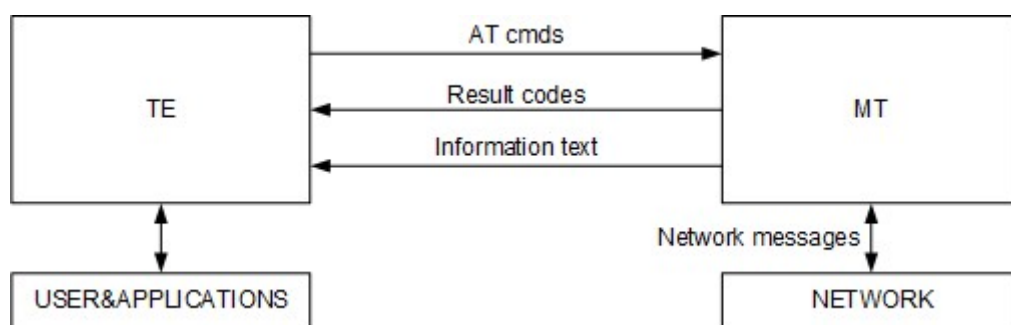 AT cmds
TE
Result codes
MT
Information text
Network messages
USER&APPLICATIONS
NETWORK